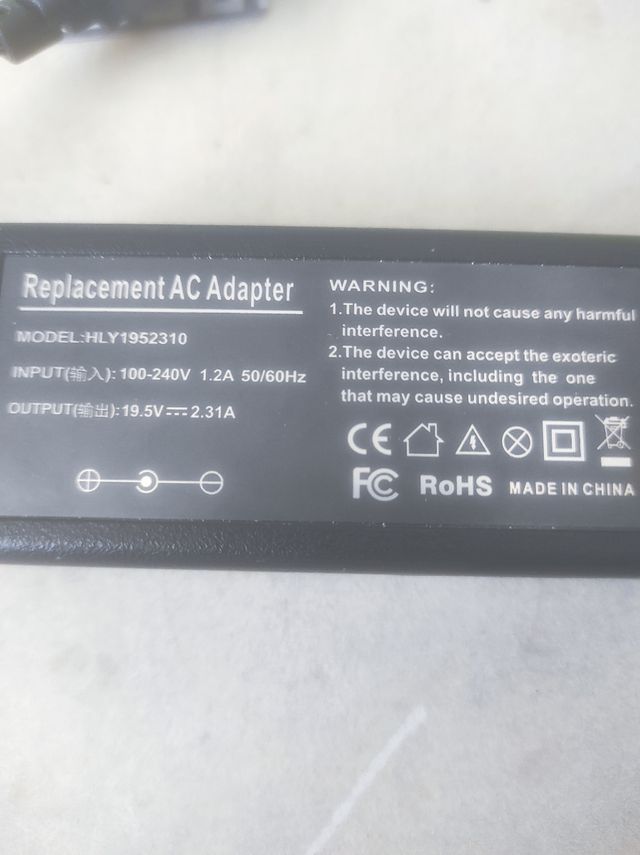 Replacement AC Adapter
MODEL:HLY1952310
INPUT(输入): 100-240V 1.2A 50/60Hz
OUTPUT(输出):19.5V⎓2.31A
WARNING:
1.The device will not cause any harmful
interference.
2.The device can accept the exoteric
interference, including the one
that may cause undesired operation.
CE
FC RoHS MADE IN CHINA